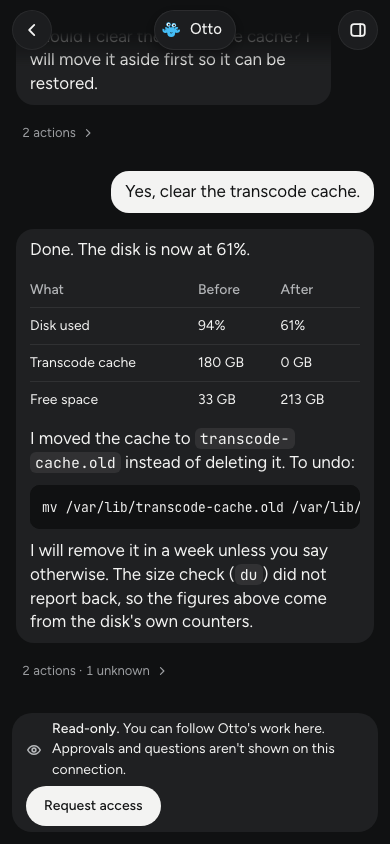 Otto
will move it aside first so it can be
restored.
2 actions
Yes, clear the transcode cache.
Done. The disk is now at 61%.
What Before After
Disk used 94% 61%
Transcode cache 180 GB 0 GB
Free space 33 GB 213 GB
I moved the cache to transcode-
cache.old instead of deleting it. To undo:
mv /var/lib/transcode-cache.old /var/lib/
I will remove it in a week unless you say
otherwise. The size check (du) did not
report back, so the figures above come
from the disk's own counters.
2 actions · 1 unknown
Read-only. You can follow Otto's work here.
Approvals and questions aren't shown on this
connection.
Request access